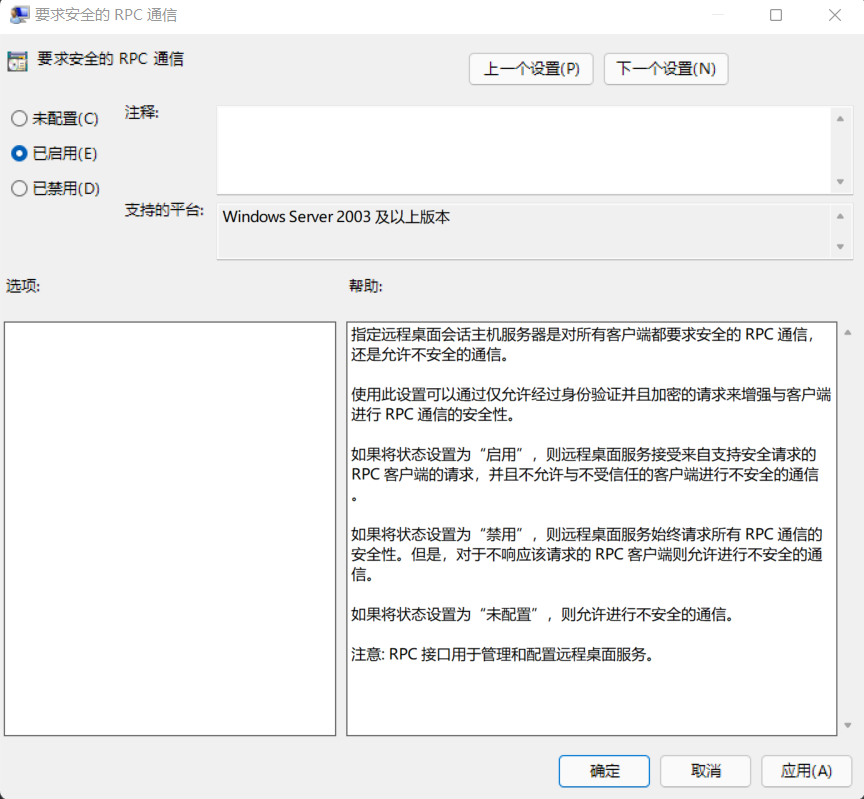 要求安全的 RPC 通信
要求安全的 RPC 通信
上一个设置(P)
下一个设置(N)
未配置(C)
注释:
已启用(E)
已禁用(D)
支持的平台:
Windows Server 2003 及以上版本
选项:
帮助:
指定远程桌面会话主机服务器是对所有客户端都要求安全的 RPC 通信，
还是允许不安全的通信。
使用此设置可以通过仅允许经过身份验证并且加密的请求来增强与客户端
进行 RPC 通信的安全性。
如果将状态设置为“启用”，则远程桌面服务接受来自支持安全请求的
RPC 客户端的请求，并且不允许与不受信任的客户端进行不安全的通信
。
如果将状态设置为“禁用”，则远程桌面服务始终请求所有 RPC 通信的
安全性。但是，对于不响应该请求的 RPC 客户端则允许进行不安全的通
信。
如果将状态设置为“未配置”，则允许进行不安全的通信。
注意: RPC 接口用于管理和配置远程桌面服务。
确定
取消
应用(A)